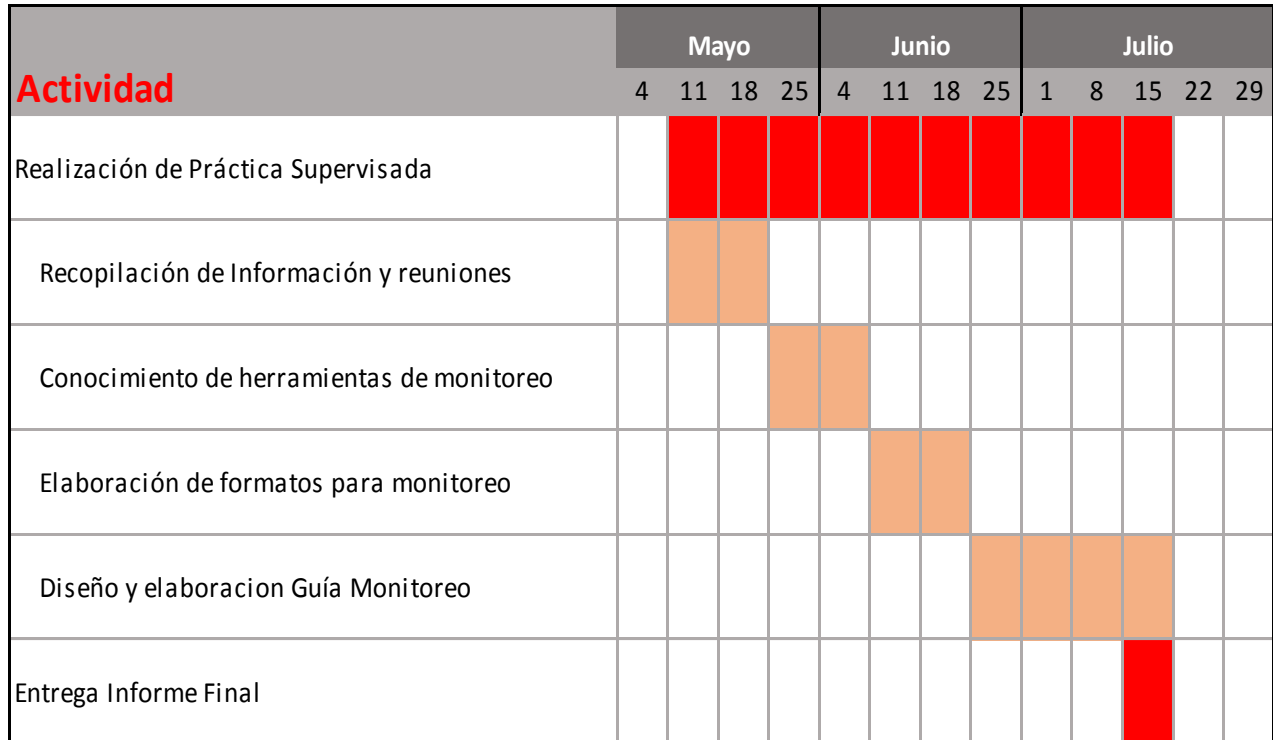 Mayo Junio Julio
Actividad 4 11 18 25 4 11 18 25 1 8 15 22 29
Realización de Práctica Supervisada
Recopilación de Información y reuniones
Conocimiento de herramientas de monitoreo
Elaboración de formatos para monitoreo
Diseño y elaboracion Guía Monitoreo
Entrega Informe Final